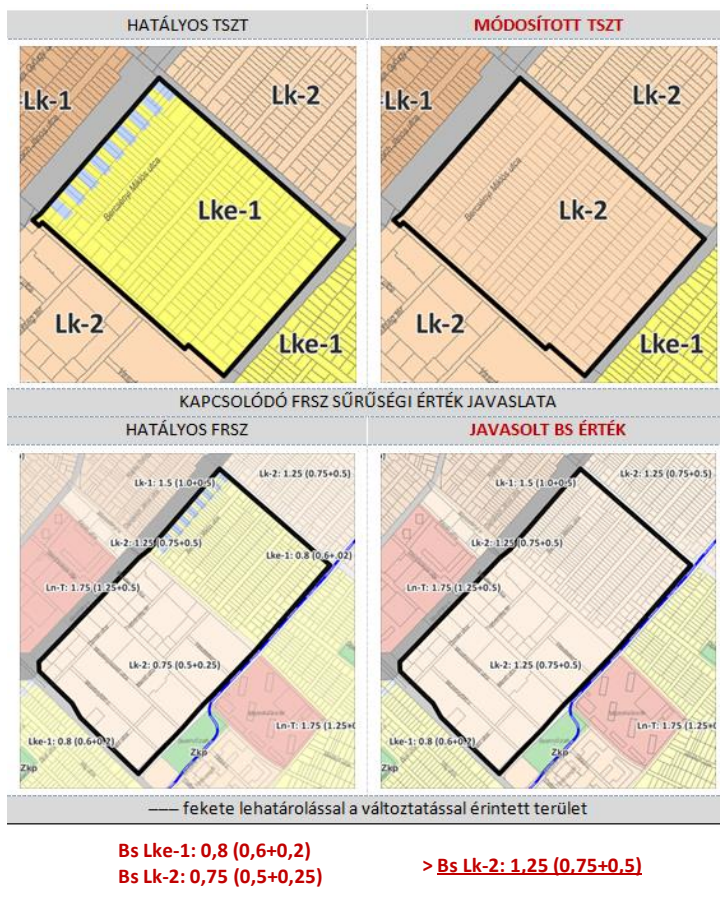 HATÁLYOS TSZT
MÓDOSÍTOTT TSZT
Lk-1
Lk-2
Bercsényi Miklós utca
Lke-1
Lk-2
Lke-1
Lk-1
Lk-2
Bercsényi Miklós utca
Lk-2
Lk-2
Lke-1
KAPCSOLÓDÓ FRSZ SŰRŰSÉGI ÉRTÉK JAVASLATA
HATÁLYOS FRSZ
JAVASOLT BS ÉRTÉK
Lk-1: 1.5 (1.0+0.5)
Lk-2: 1.25 (0.75+0.5)
Lk-2: 1.25 (0.75+0.5)
Lke-1: 0.8 (0.6+.02)
Ln-T: 1.75 (1.25+0.5)
Lk-2: 0.75 (0.5+0.25)
Ln-T: 1.75 (1.25+0
Lke-1: 0.8 (0.6+0.2)
Zkp
Zkp
Lk-1: 1.5 (1.0+0.5)
Lk-2: 1.25 (0.75+0.5)
Lk-2: 1.25 (0.75+0.5)
Ln-T: 1.75 (1.25+0.5)
Lk-2: 1.25 (0.75+0.5)
Ln-T: 1.75 (1.25+0
Lke-1: 0.8 (0.6+0.2)
Zkp
Zkp
—— fekete lehatárolással a változtatással érintett terület
Bs Lke-1: 0,8 (0,6+0,2)
Bs Lk-2: 0,75 (0,5+0,25)
> Bs Lk-2: 1,25 (0,75+0,5)